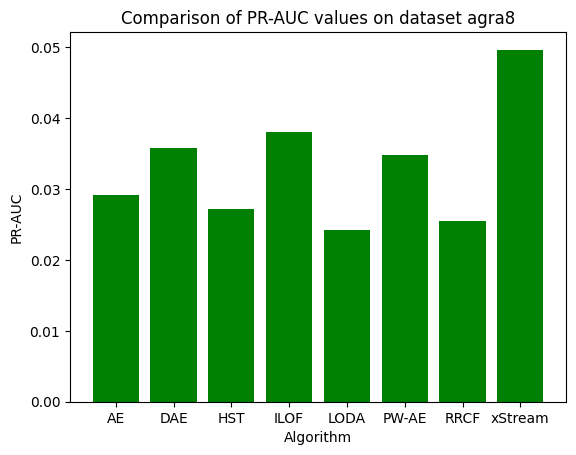 Comparison of PR-AUC values on dataset agra8
PR-AUC
0.05
0.04
0.03
0.02
0.01
0.00
AE DAE HST ILOF LODA PW-AE RRCF xStream
Algorithm